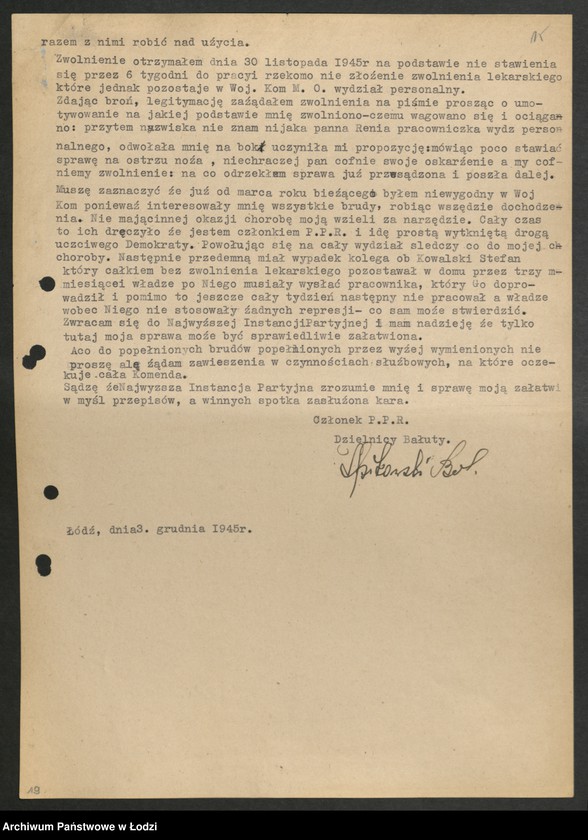 15
razem z nimi robić nad użycia.
Zwolnienie otrzymałem dnia 30 listopada I945r na podstawie nie stawienia
się przez 6 tygodni do pracyi rzekomo nie złożenie zwolnienia lekarskiego
które jednak pozostaje w Woj. Kom M. O. wydział personalny.
Zdając broń, legitymację zażądałem zwolnienia na piśmie prosząc o umo-
tywowanie na jakiej podstawie mnię zwolniono-czemu wagowano się i ociągan
no: przytem nazwiska nie znam nijaka panna Renia pracowniczka wydz person
nalnego, odwołała mnię na bok i uczyniła mi propozycję:mówiąc poco stawiać
sprawę na ostrzu noża , niechraczej pan cofnie swoje oskarżenie a my cof-
niemy zwolnienie: na co odrzekłem sprawa już przesądzona i poszła dalej.
Muszę zaznaczyć że już od marca roku bieżącego byłem niewygodny w Woj
Kom ponieważ interesowały mnię wszystkie brudy, robiąc wszędzie dochodze-
nia. Nie mającinnej okazji chorobę moją wzieli za narzędzie. Cały czas
to ich dręczyło że jestem członkiem P.P.R. i idę prostą wytkniętą drogą
uczciwego Demokraty. Powołując się na cały wydział sledczy co do mojej ch
choroby. Następnie przedemną miał wypadek kolega ob Kowalski Stefan
który całkiem bez zwolnienia lekarskiego pozostawał w domu przez trzy m-
miesiącei władze po Niego musiały wysłać pracownika, który Go dopro-
wadził i pomimo to jeszcze cały tydzień następny nie pracował a władze
wobec Niego nie stosowały żadnych represji- co sam może stwierdzić.
Zwracam się do Najwyższej InstancjiPartyjnej i mam nadzieję że tylko
tutaj moja sprawa może być sprawiedliwie załatwiona.
Aco do popełnionych brudów popełnionych przez wyżej wymienionych nie
proszę alę żądam zawieszenia w czynnościach służbowych, na które ocze-
kuje cała Komenda.
Sądzę żeNajwyzsza Instancja Partyjna zrozumie mnię i sprawę moją załatwi
w myśl przepisów, a winnych spotka zasłużona kara.
Członek P.P.R.
Dzielnicy Bałuty.
Łódź, dnia3. grudnia I945r.
19
Archiwum Państwowe w Łodzi